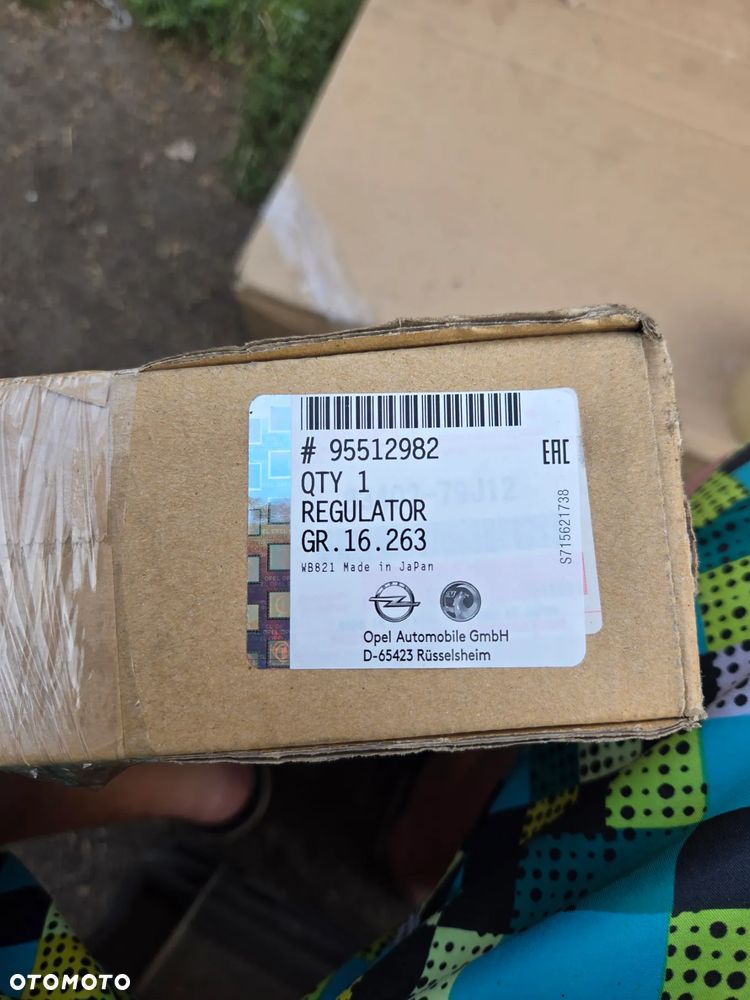 # 95512982
EAC
QTY 1
REGULATOR
GR.16.263
WB821 Made in JaPan
S715621738
Opel Automobile GmbH
D-65423 Rüsselsheim
OTOMOTO